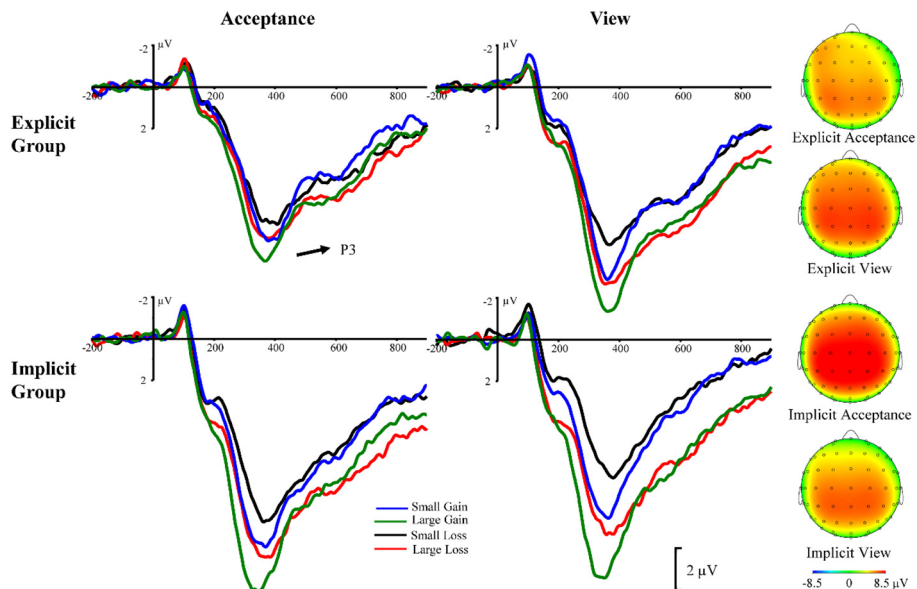 Acceptance
View
-2
µV
-200
200
400
600
800
2
P3
-2
µV
-200
200
400
600
800
2
Explicit
Group
Explicit Acceptance
Explicit View
-2
µV
-200
200
400
600
800
2
-2
µV
-200
200
400
600
800
2
Implicit
Group
Small Gain
Large Gain
Small Loss
Large Loss
2 µV
Implicit Acceptance
Implicit View
-8.5 0 8.5 µV